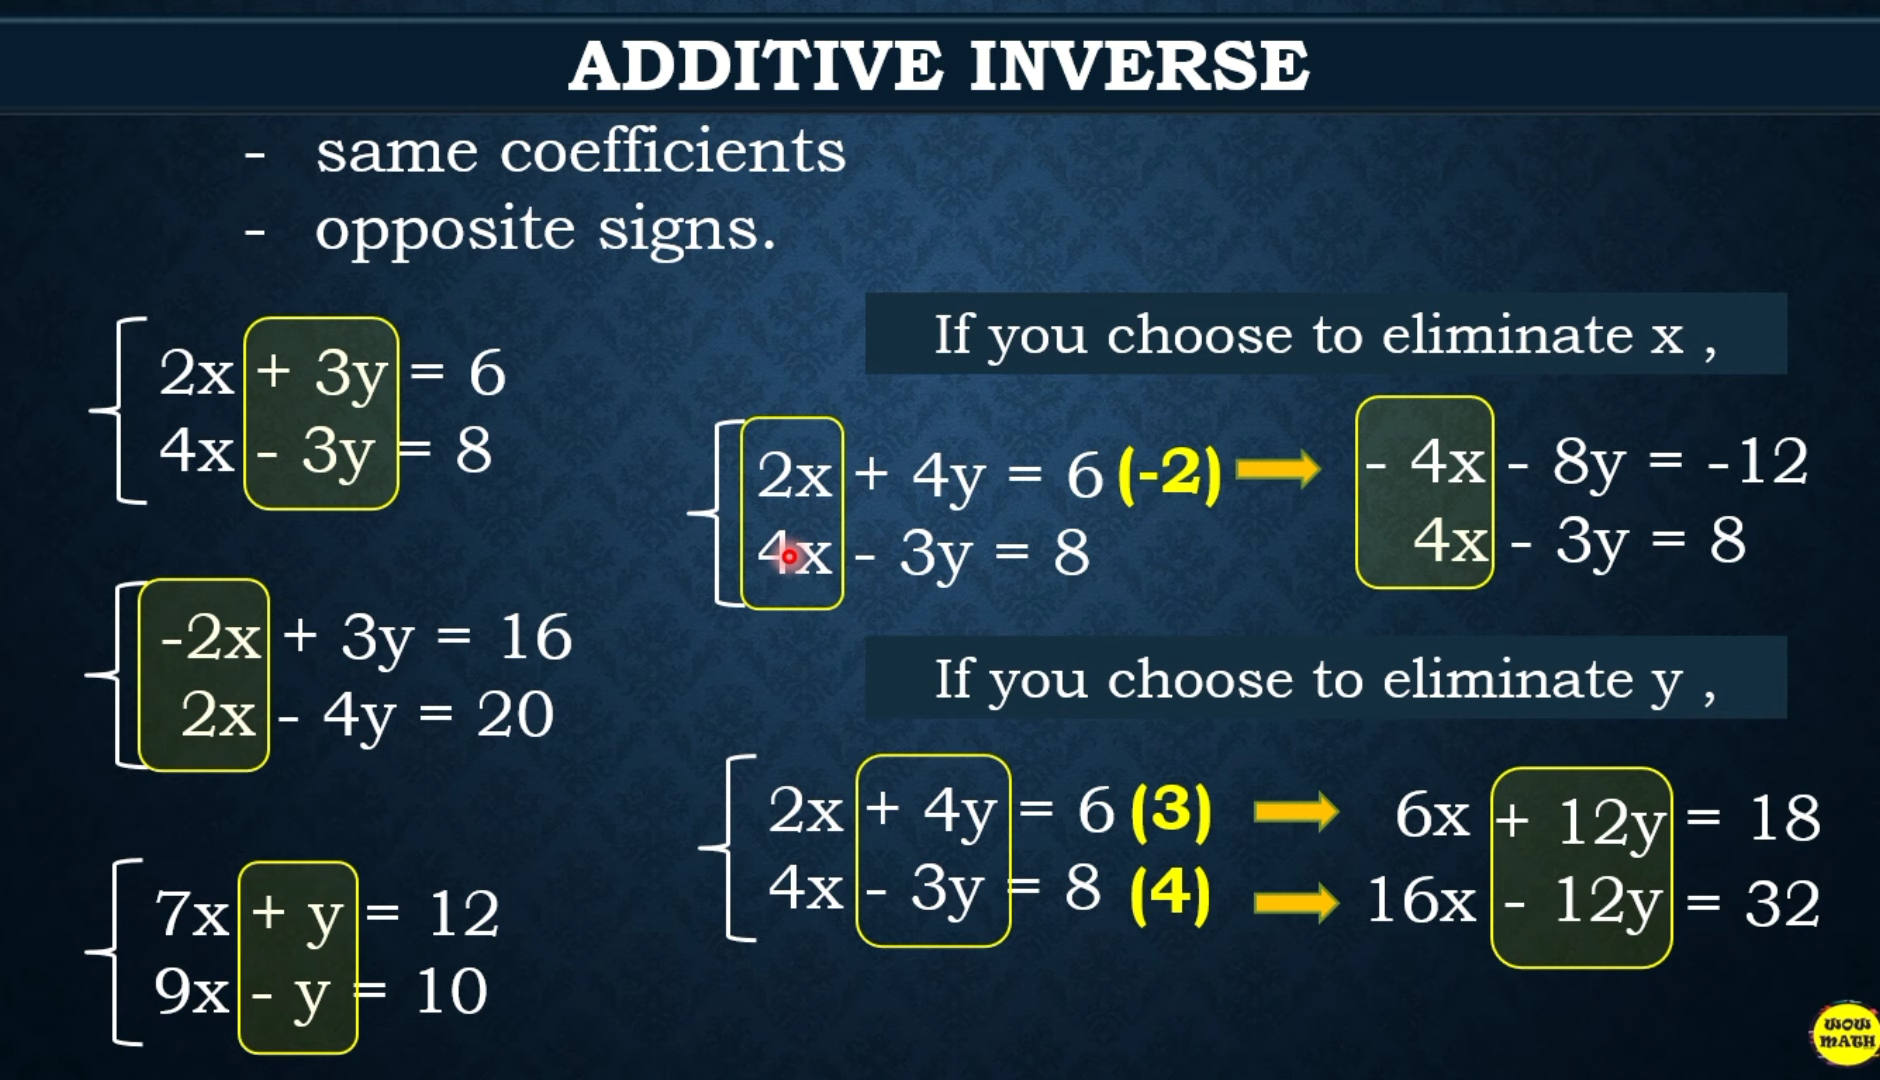 ADDITIVE INVERSE
- same coefficients
- opposite signs.
2x + 3y = 6
4x - 3y = 8
-2x + 3y = 16
2x - 4y = 20
7x + y = 12
9x - y = 10
If you choose to eliminate x ,
2x + 4y = 6 (-2) - 4x - 8y = -12
4x - 3y = 8 4x - 3y = 8
If you choose to eliminate y ,
2x + 4y = 6 (3) 6x + 12y = 18
4x - 3y = 8 (4) 16x - 12y = 32
WOW
MATH